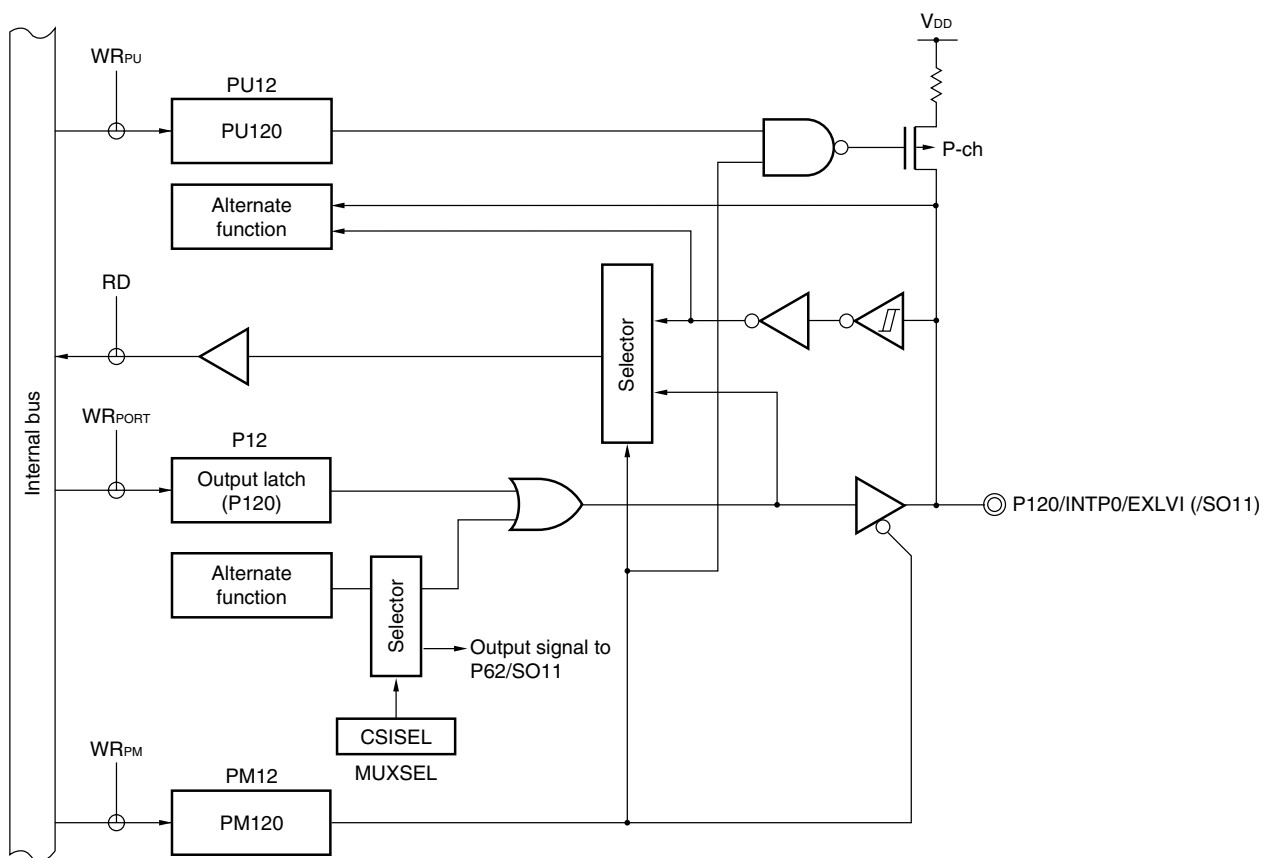 VDD
WRPU
PU12
PU120
P-ch
Alternate
function
RD
Selector
Internal bus
WRPORT
P12
Output latch
(P120)
P120/INTP0/EXLVI (/SO11)
Alternate
function
Selector
Output signal to
P62/SO11
CSISEL
MUXSEL
WRPM
PM12
PM120